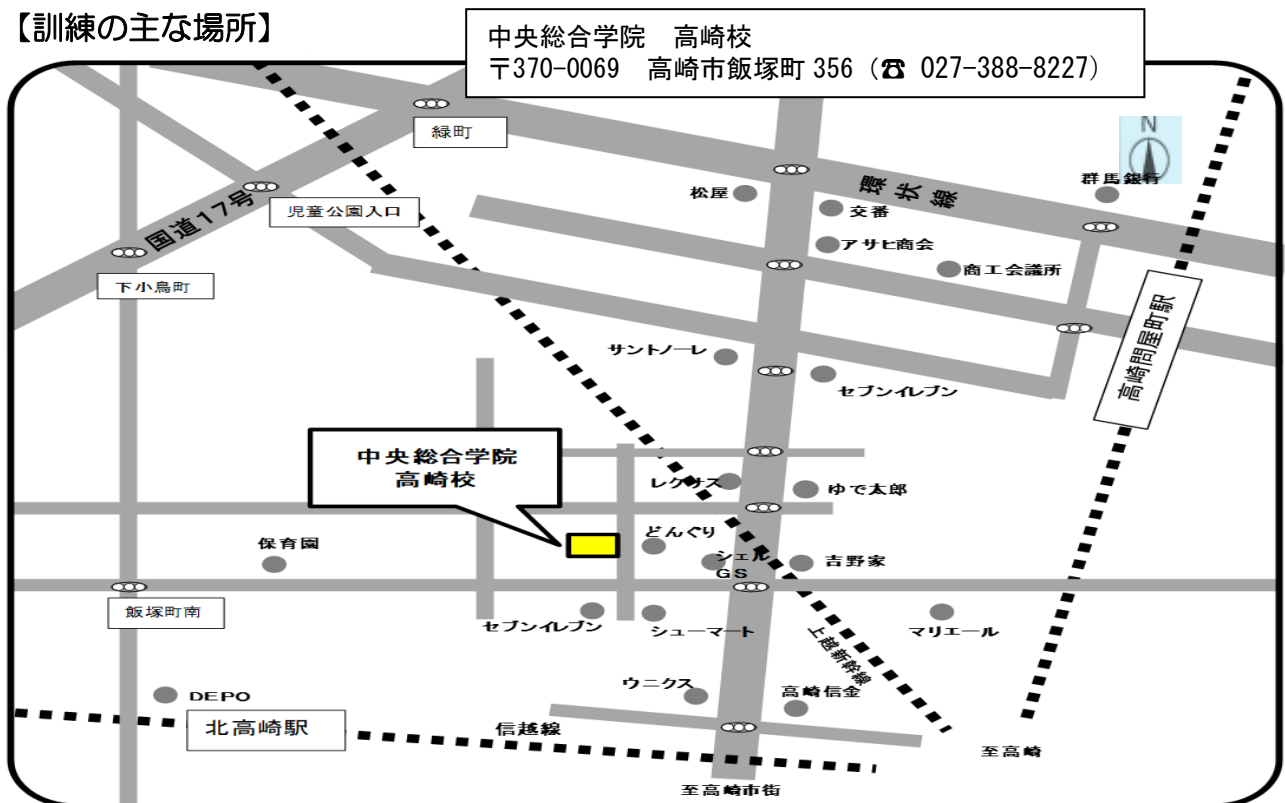 【訓練の主な場所】
中央総合学院 高崎校
〒370-0069 高崎市飯塚町 356 (☎ 027-388-8227)
緑町
N
群馬銀行
松屋
環状線
交番
児童公園入口
国道17号
アサヒ商会
商工会議所
下小鳥町
高崎問屋町駅
サントノーレ
セブンイレブン
中央総合学院
高崎校
レクサス
ゆで太郎
どんぐり
保育園
シェル
GS
吉野家
飯塚町南
セブンイレブン
シューマート
マリエール
上越新幹線
ウニクス
高崎信金
DEPO
北高崎駅
信越線
至高崎
至高崎市街